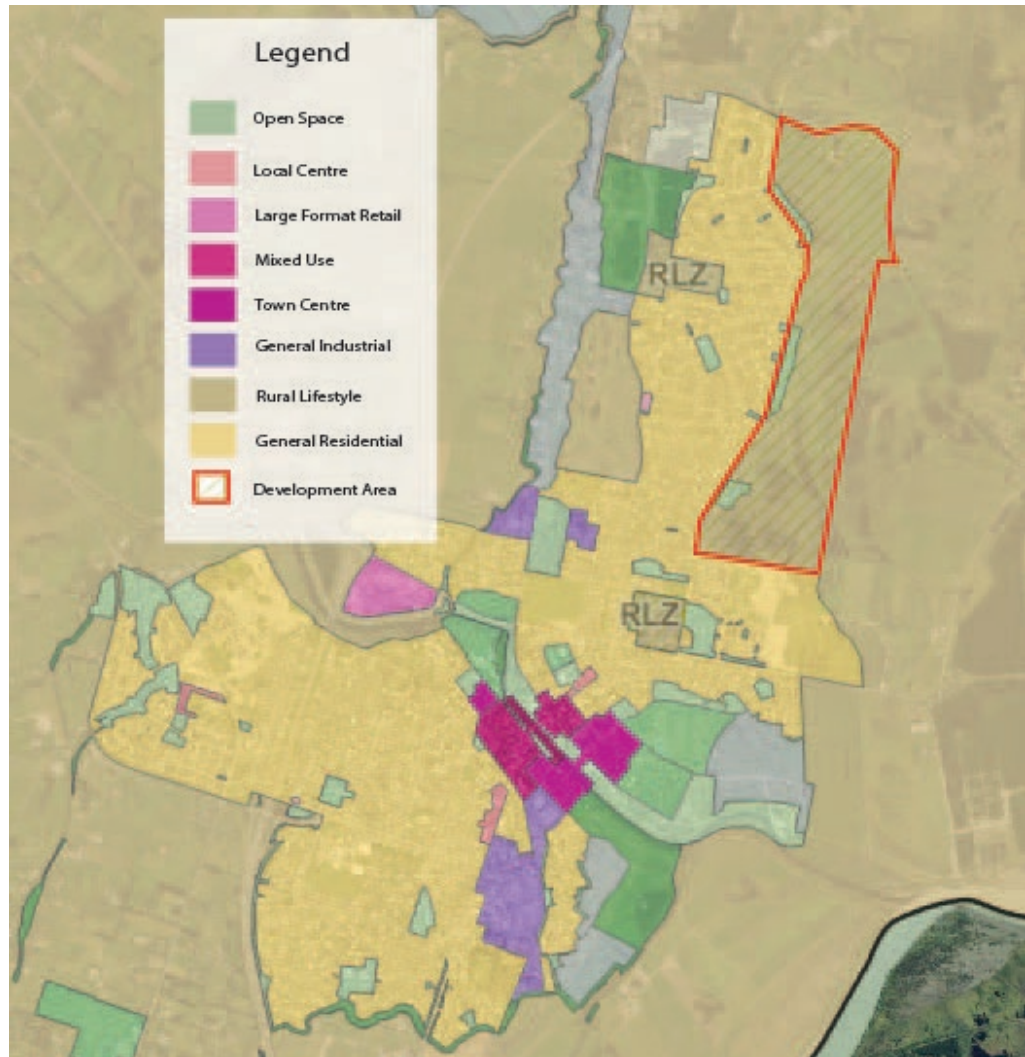 Legend
Open Space
Local Centre
Large Format Retail
Mixed Use
Town Centre
General Industrial
Rural Lifestyle
General Residential
Development Area
RLZ
RLZ